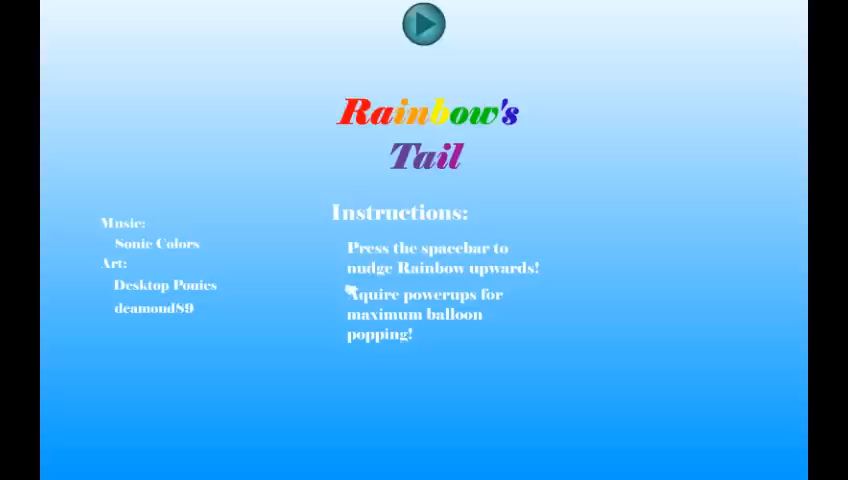 Rainbow's
Tail
Music:
Sonic Colors
Art:
Desktop Ponies
deamond89
Instructions:
Press the spacebar to
nudge Rainbow upwards!
Aquire powerups for
maximum balloon
popping!